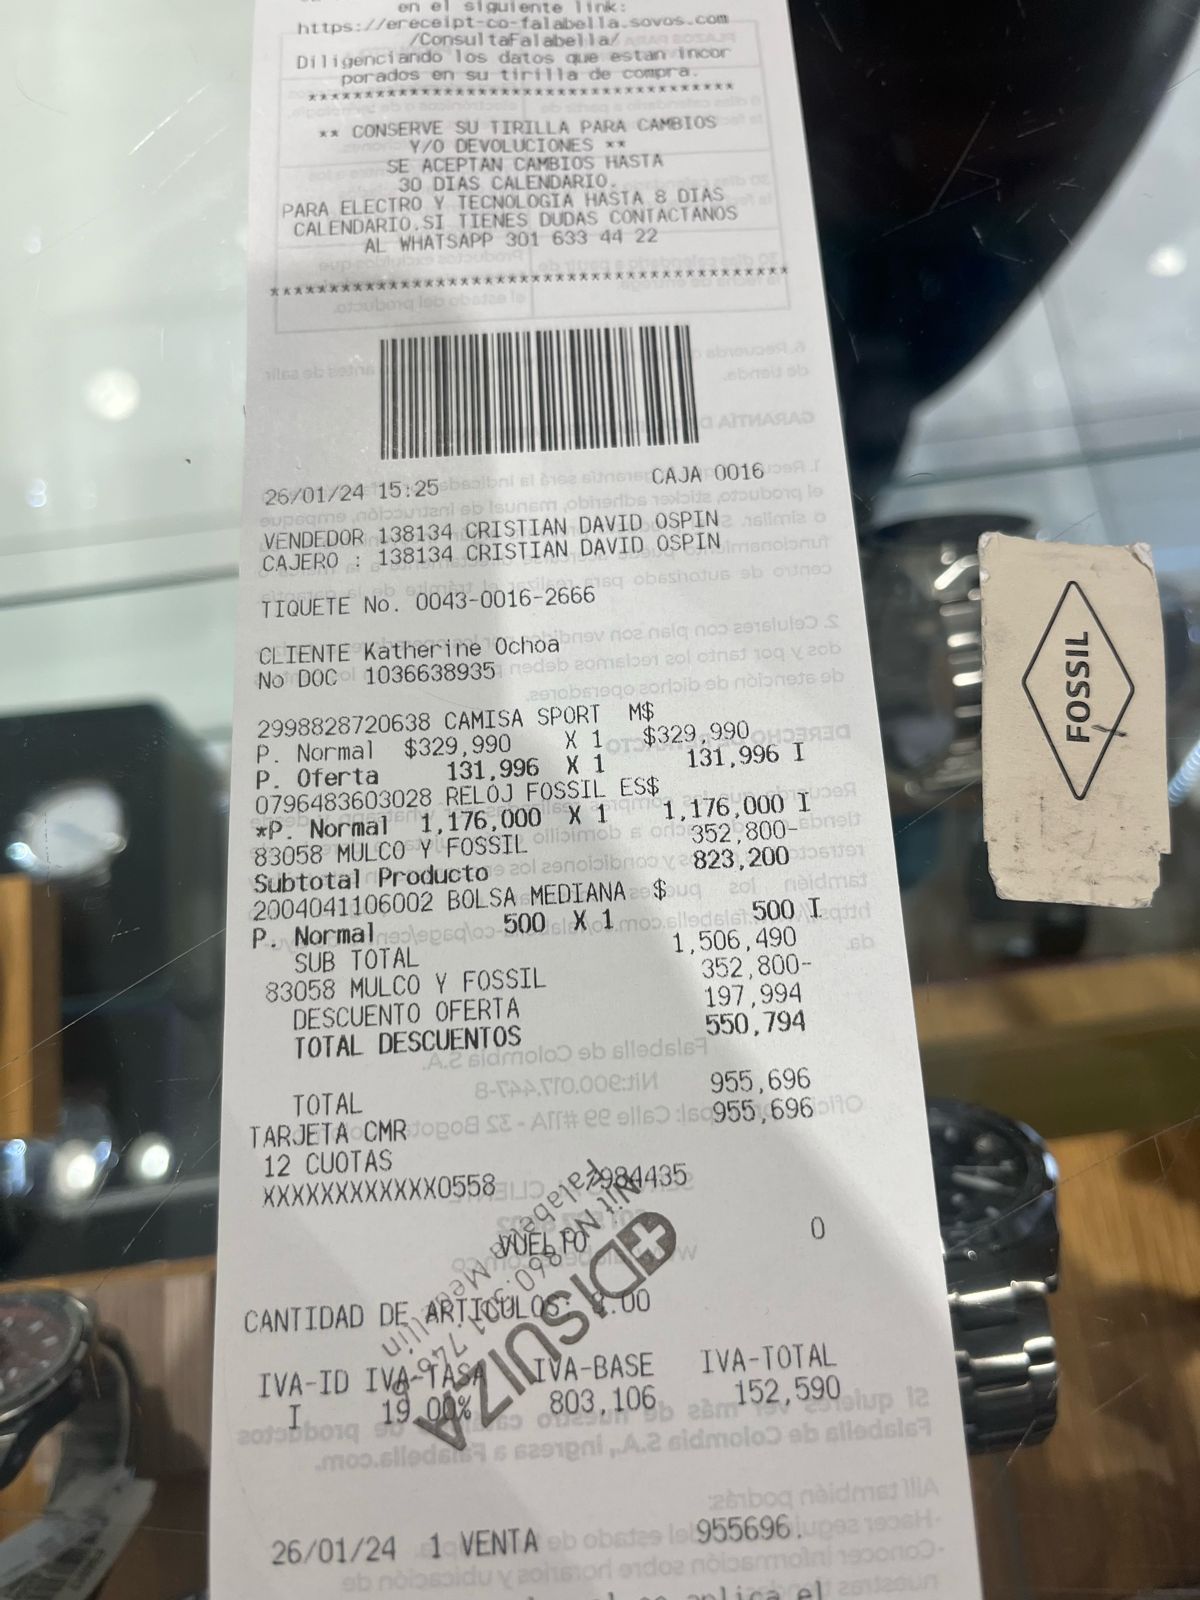 en el siguiente link:
https://ereceipt-co-falabella.sovos.com
/ConsultaFalabella/
Diligenciando los datos que estan incor
porados en su tirilla de compra.
***************************************
** CONSERVE SU TIRILLA PARA CAMBIOS
Y/O DEVOLUCIONES **
SE ACEPTAN CAMBIOS HASTA
30 DIAS CALENDARIO.
PARA ELECTRO Y TECNOLOGIA HASTA 8 DIAS
CALENDARIO.SI TIENES DUDAS CONTACTANOS
AL WHATSAPP 301 633 44 22
***************************************
26/01/24 15:25 CAJA 0016
VENDEDOR 138134 CRISTIAN DAVID OSPIN
CAJERO : 138134 CRISTIAN DAVID OSPIN
TIQUETE No. 0043-0016-2666
CLIENTE Katherine Ochoa
No DOC 1036638935
2998828720638 CAMISA SPORT M$
P. Normal $329,990 X 1 $329,990
P. Oferta 131,996 X 1 131,996 I
0796483603028 RELOJ FOSSIL ES$
*P. Normal 1,176,000 X 1 1,176,000 I
83058 MULCO Y FOSSIL 352,800-
Subtotal Producto 823,200
2004041106002 BOLSA MEDIANA $
P. Normal 500 X 1 500 I
SUB TOTAL 1,506,490
83058 MULCO Y FOSSIL 352,800-
DESCUENTO OFERTA 197,994
TOTAL DESCUENTOS 550,794
TOTAL 955,696
TARJETA CMR 955,696
12 CUOTAS
XXXXXXXXXXXX0558 7984435
VUELTO 0
CANTIDAD DE ARTICULOS: 3.00
IVA-ID IVA-TASA IVA-BASE IVA-TOTAL
I 19.00% 803,106 152,590
26/01/24 1 VENTA 955696.
DISUIZA
FOSSIL